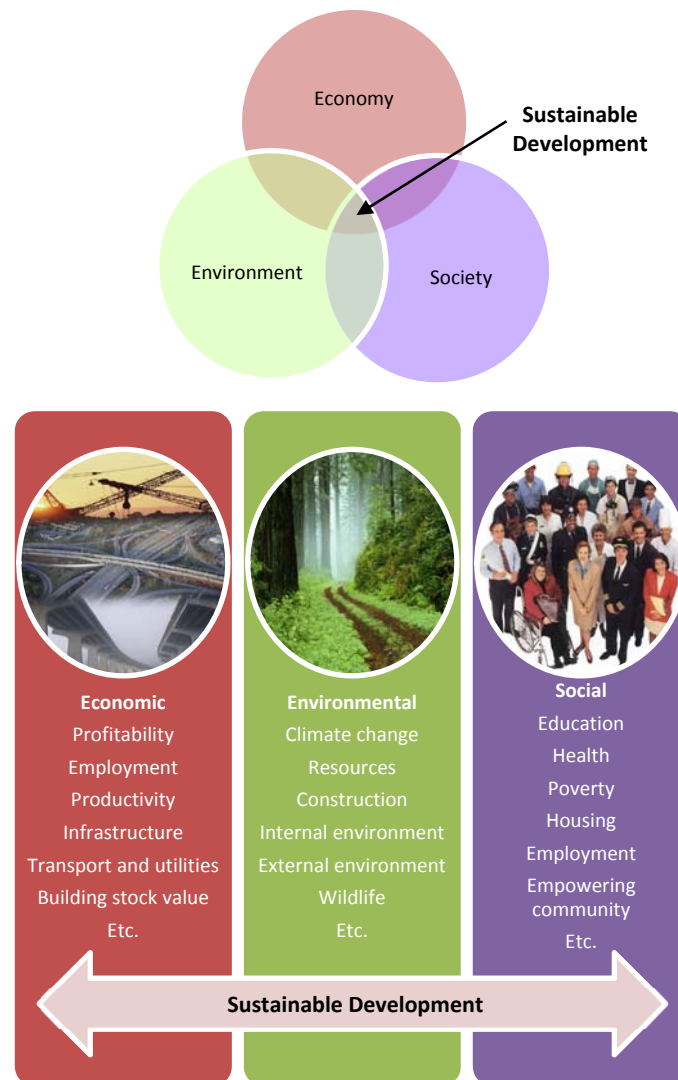 Economy
Sustainable
Development
Environment
Society
Economic
Profitability
Employment
Productivity
Infrastructure
Transport and utilities
Building stock value
Etc.
Environmental
Climate change
Resources
Construction
Internal environment
External environment
Wildlife
Etc.
Social
Education
Health
Poverty
Housing
Employment
Empowering
community
Etc.
Sustainable Development